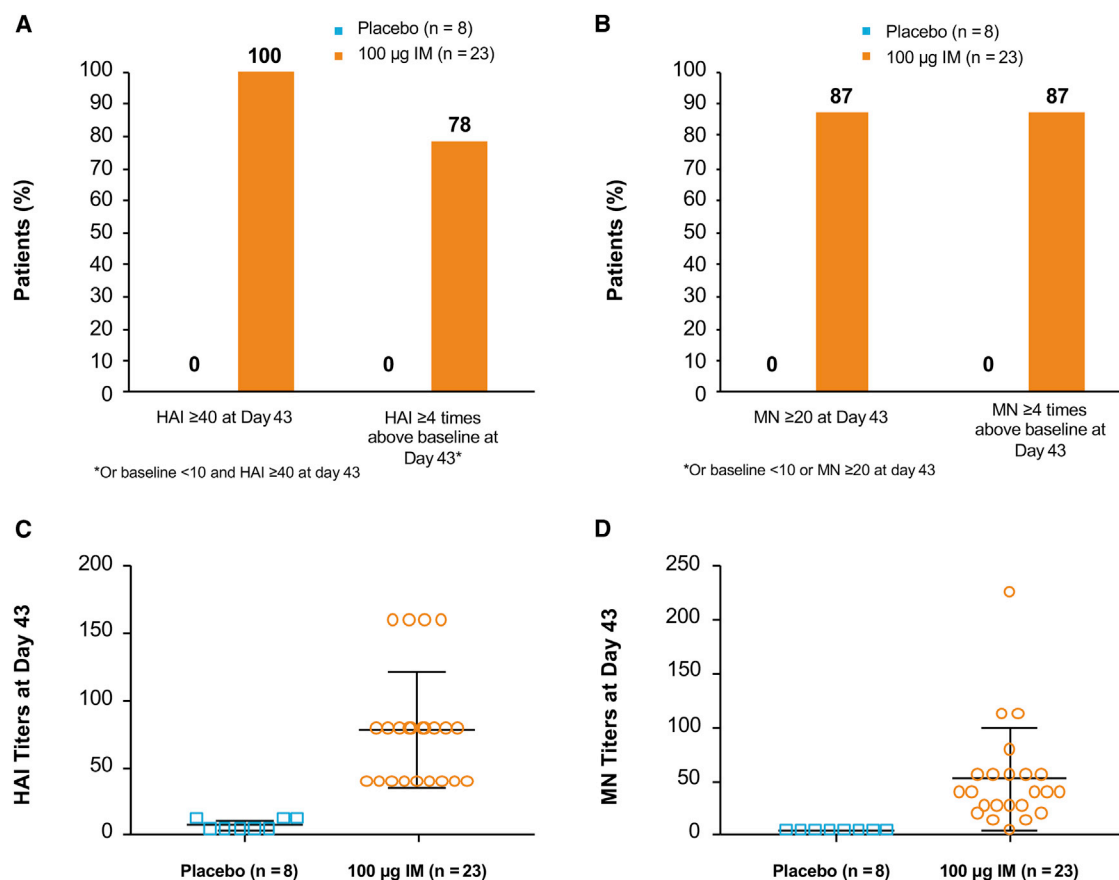 A
Placebo (n = 8)
100 µg IM (n = 23)
100
78
0
0
100
90
80
70
60
50
40
30
20
10
0
Patients (%)
HAI ≥40 at Day 43
HAI ≥4 times
above baseline at
Day 43*
*Or baseline <10 and HAI ≥40 at day 43
B
Placebo (n = 8)
100 µg IM (n = 23)
87
87
0
0
100
90
80
70
60
50
40
30
20
10
0
Patients (%)
MN ≥20 at Day 43
MN ≥4 times
above baseline at
Day 43
*Or baseline <10 or MN ≥20 at day 43
C
200
150
100
50
0
HAI Titers at Day 43
Placebo (n = 8)
100 µg IM (n = 23)
D
250
200
150
100
50
0
MN Titers at Day 43
Placebo (n = 8)
100 µg IM (n = 23)